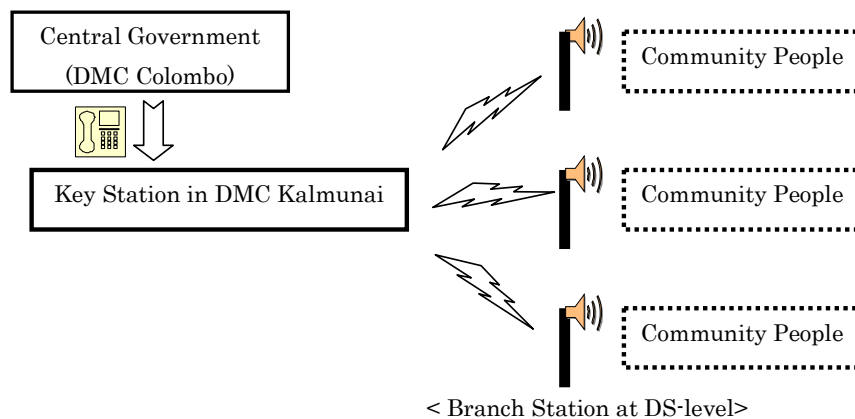 Central Government
(DMC Colombo)
Key Station in DMC Kalmunai
Community People
Community People
Community People
< Branch Station at DS-level>